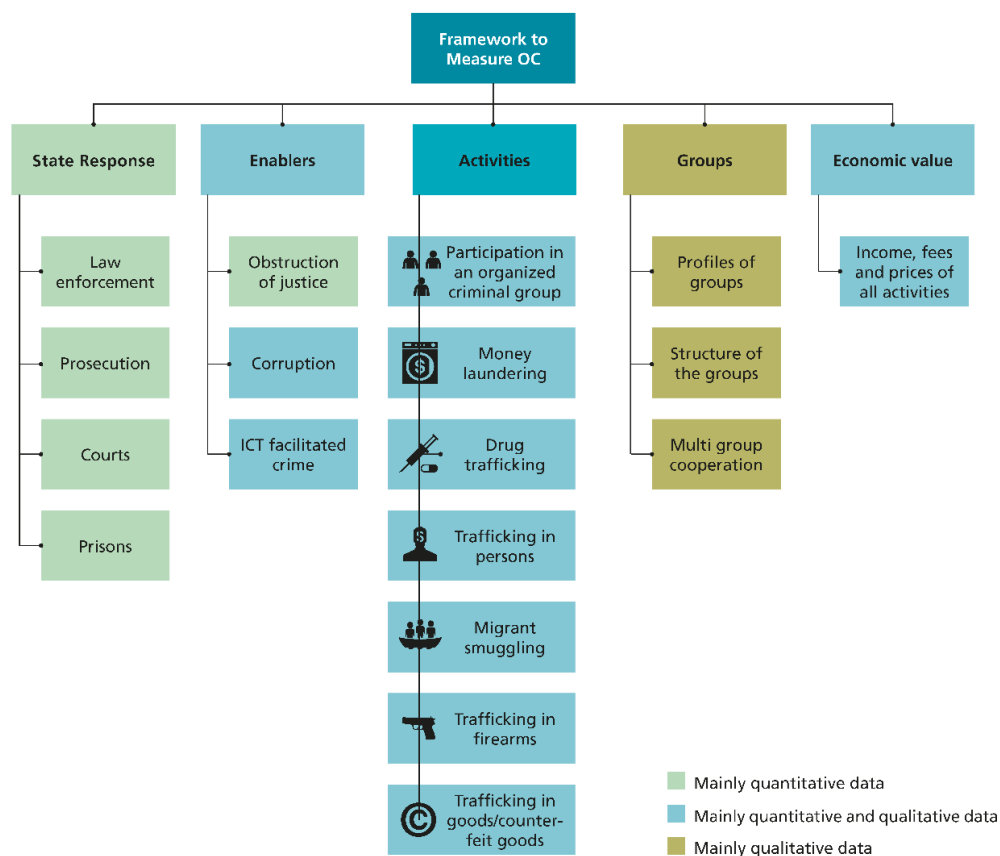 Framework to
Measure OC
State Response
Enablers
Activities
Groups
Economic value
Law
enforcement
Prosecution
Courts
Prisons
Obstruction
of justice
Corruption
ICT facilitated
crime
Participation in
an organized
criminal group
$
Money
laundering
Drug
trafficking
$
Trafficking in
persons
Migrant
smuggling
Trafficking in
firearms
©
Trafficking in
goods/counter-
feit goods
Profiles of
groups
Structure of
the groups
Multi group
cooperation
Income, fees
and prices of
all activities
Mainly quantitative data
Mainly quantitative and qualitative data
Mainly qualitative data